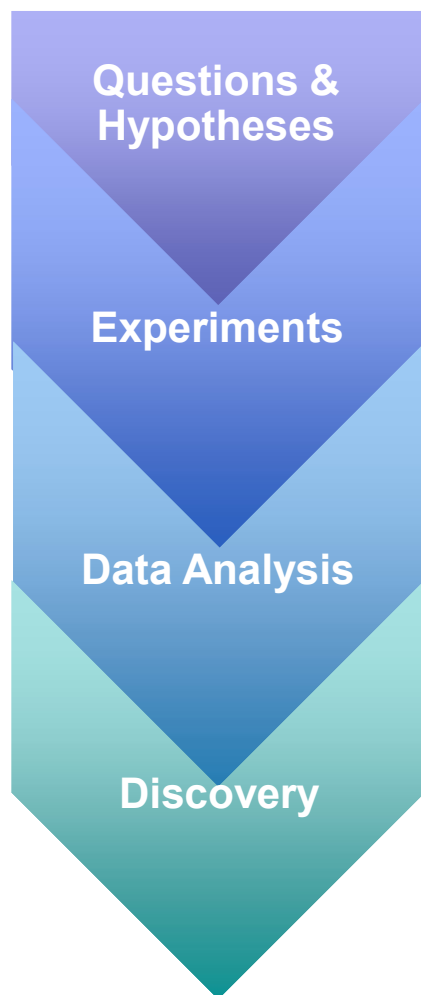 Questions &
Hypotheses
Experiments
Data Analysis
Discovery